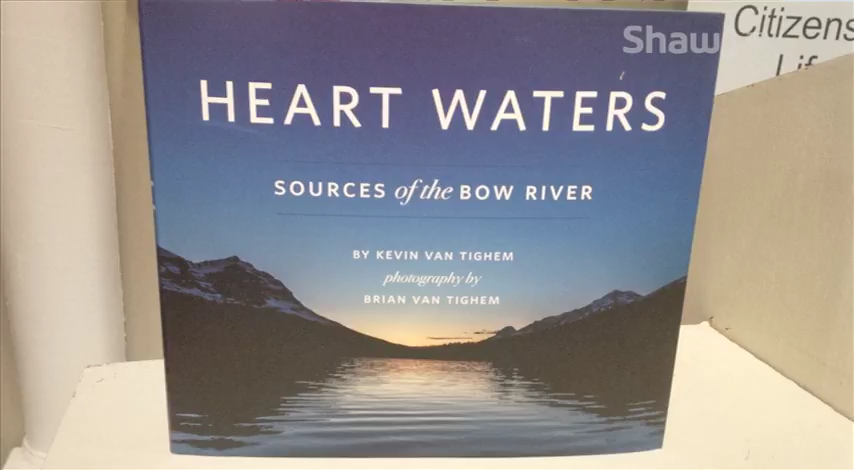 Shaw
Citizens
HEART WATERS
SOURCES of the BOW RIVER
BY KEVIN VAN TIGHEM
photography by
BRIAN VAN TIGHEM